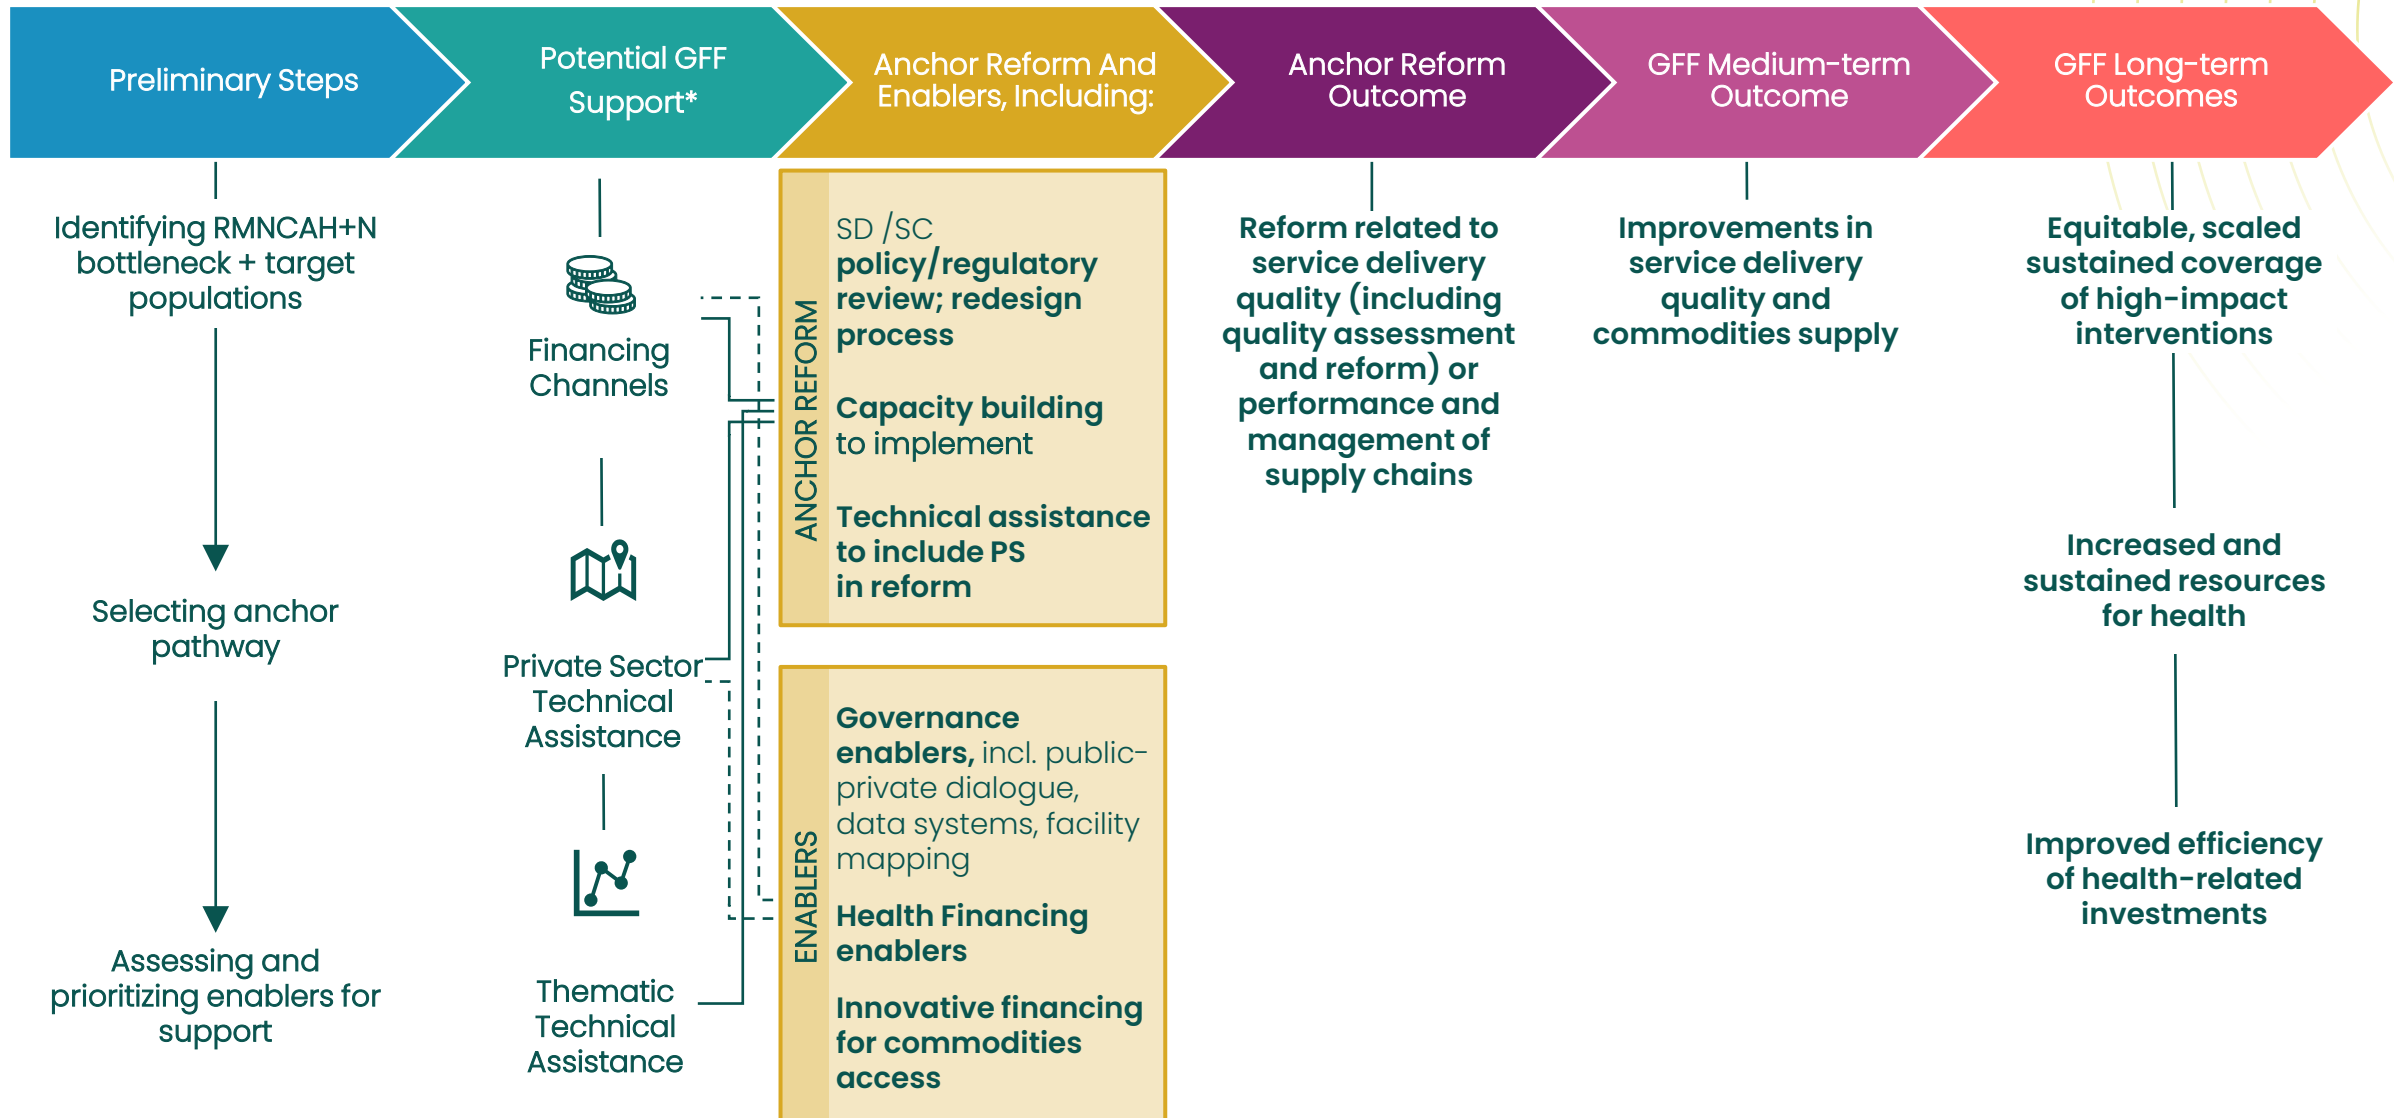 Preliminary Steps
Potential GFF
Support*
Anchor Reform And
Enablers, Including:
Anchor Reform
Outcome
GFF Medium-term
Outcome
GFF Long-term
Outcomes
Identifying RMNCAH+N
bottleneck + target
populations
Selecting anchor
pathway
Assessing and
prioritizing enablers for
support
Financing
Channels
Private Sector
Technical
Assistance
Thematic
Technical
Assistance
ANCHOR REFORM
SD /SC
policy/regulatory
review; redesign
process
Capacity building
to implement
Technical assistance
to include PS
in reform
ENABLERS
Governance
enablers, incl. public-
private dialogue,
data systems, facility
mapping
Health Financing
enablers
Innovative financing
for commodities
access
Reform related to
service delivery
quality (including
quality assessment
and reform) or
performance and
management of
supply chains
Improvements in
service delivery
quality and
commodities supply
Equitable, scaled
sustained coverage
of high-impact
interventions
Increased and
sustained resources
for health
Improved efficiency
of health-related
investments